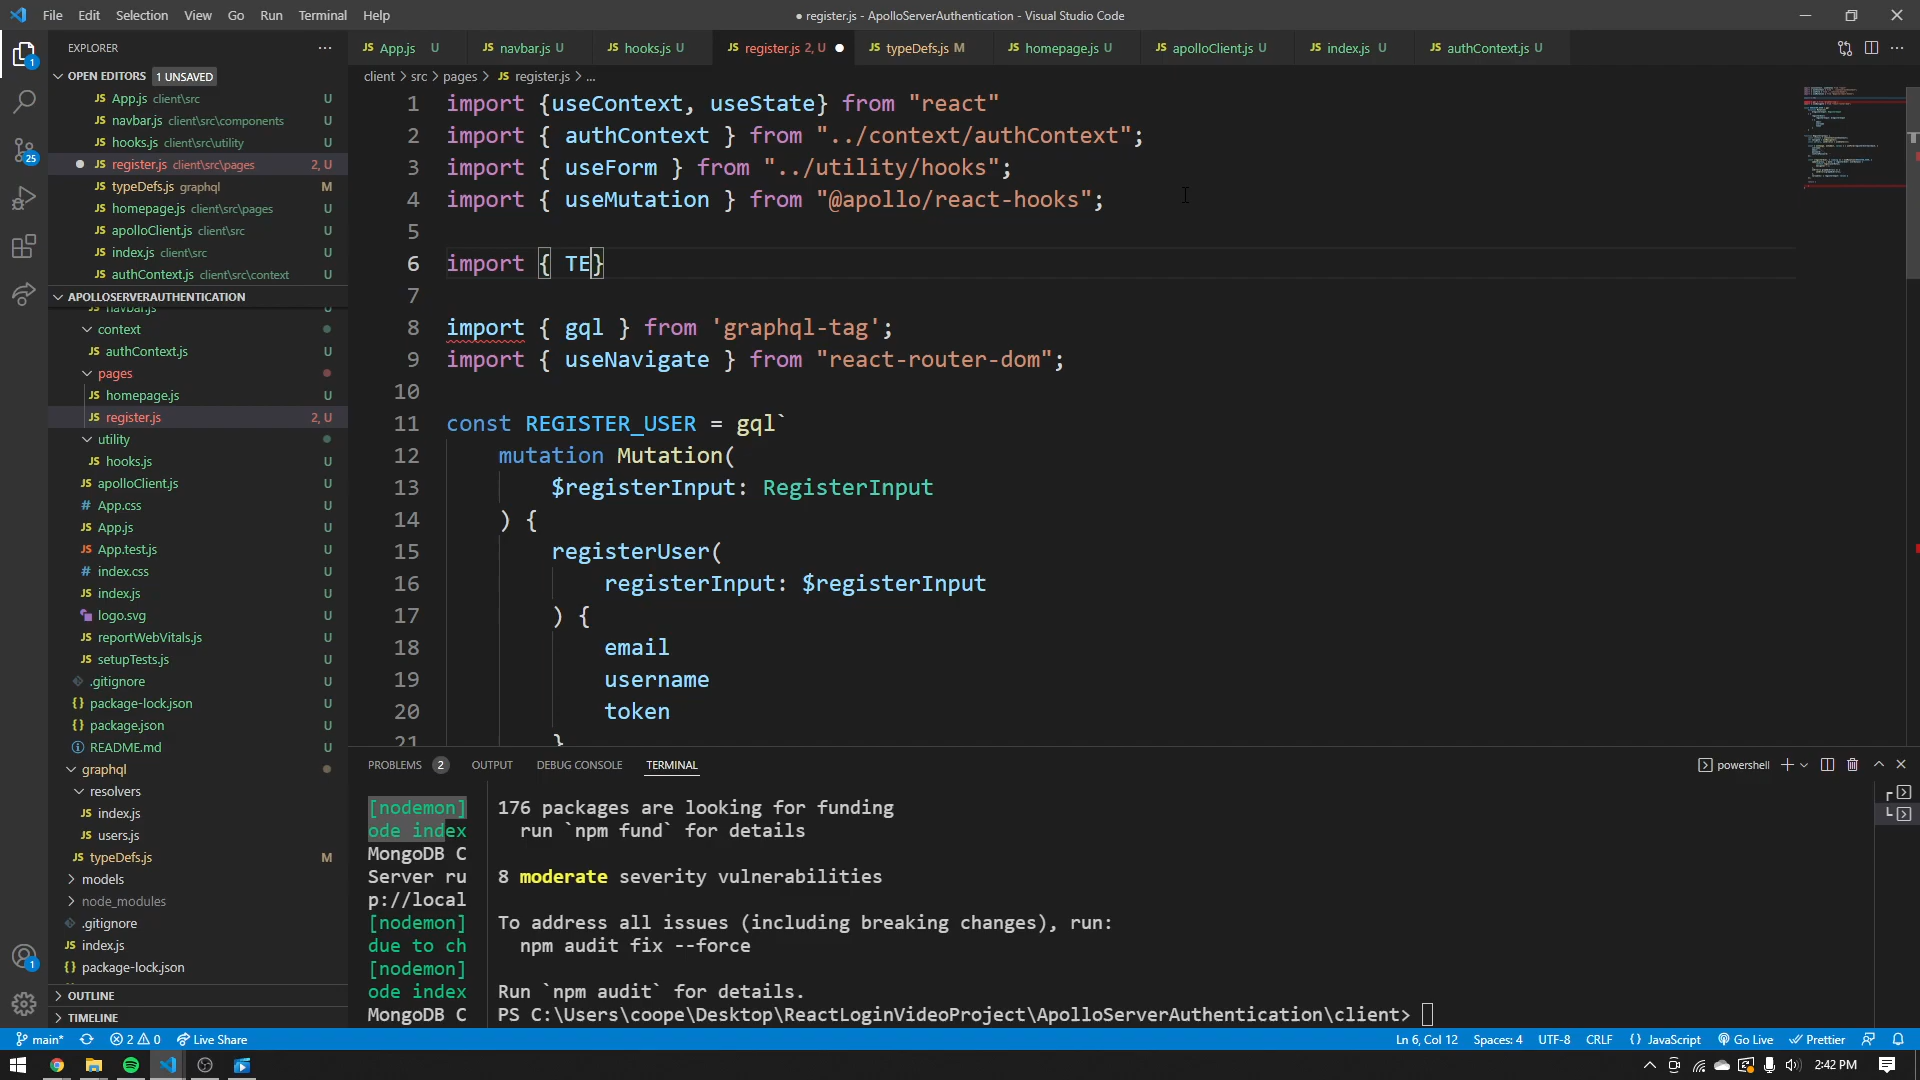 File Edit Selection View Go Run Terminal Help
● register.js - ApolloServerAuthentication - Visual Studio Code
EXPLORER
OPEN EDITORS 1 UNSAVED
App.js client\src U
navbar.js client\src\components U
hooks.js client\src\utility U
register.js client\src\pages 2, U
typeDefs.js graphql M
homepage.js client\src\pages U
apolloClient.js client\src U
index.js client\src U
authContext.js client\src\context U
APOLLOSERVERAUTHENTICATION
navbar.js U
context
authContext.js U
pages
homepage.js U
register.js 2, U
utility
hooks.js U
apolloClient.js U
App.css U
App.js U
App.test.js U
index.css U
index.js U
logo.svg U
reportWebVitals.js U
setupTests.js U
.gitignore U
package-lock.json U
package.json U
README.md U
graphql
resolvers
index.js
users.js
typeDefs.js M
models
node_modules
.gitignore
index.js
package-lock.json
OUTLINE
TIMELINE
App.js U navbar.js U hooks.js U register.js 2, U typeDefs.js M homepage.js U apolloClient.js U index.js U authContext.js U
client > src > pages > register.js > ...
1 import {useContext, useState} from "react"
2 import { authContext } from "../context/authContext";
3 import { useForm } from "../utility/hooks";
4 import { useMutation } from "@apollo/react-hooks";
5
6 import { TE}
7
8 import { gql } from 'graphql-tag';
9 import { useNavigate } from "react-router-dom";
10
11 const REGISTER_USER = gql`
12 mutation Mutation(
13 $registerInput: RegisterInput
14 ) {
15 registerUser(
16 registerInput: $registerInput
17 ) {
18 email
19 username
20 token
21 }
PROBLEMS 2 OUTPUT DEBUG CONSOLE TERMINAL
powershell
[nodemon]
ode index
MongoDB C
Server ru
p://local
[nodemon]
due to ch
[nodemon]
ode index
MongoDB C
176 packages are looking for funding
run `npm fund` for details
8 moderate severity vulnerabilities
To address all issues (including breaking changes), run:
npm audit fix --force
Run `npm audit` for details.
PS C:\Users\coope\Desktop\ReactLoginVideoProject\ApolloServerAuthentication\client>
main* 2 0 Live Share
Ln 6, Col 12 Spaces: 4 UTF-8 CRLF {} JavaScript Go Live Prettier
2:42 PM
1
25
1